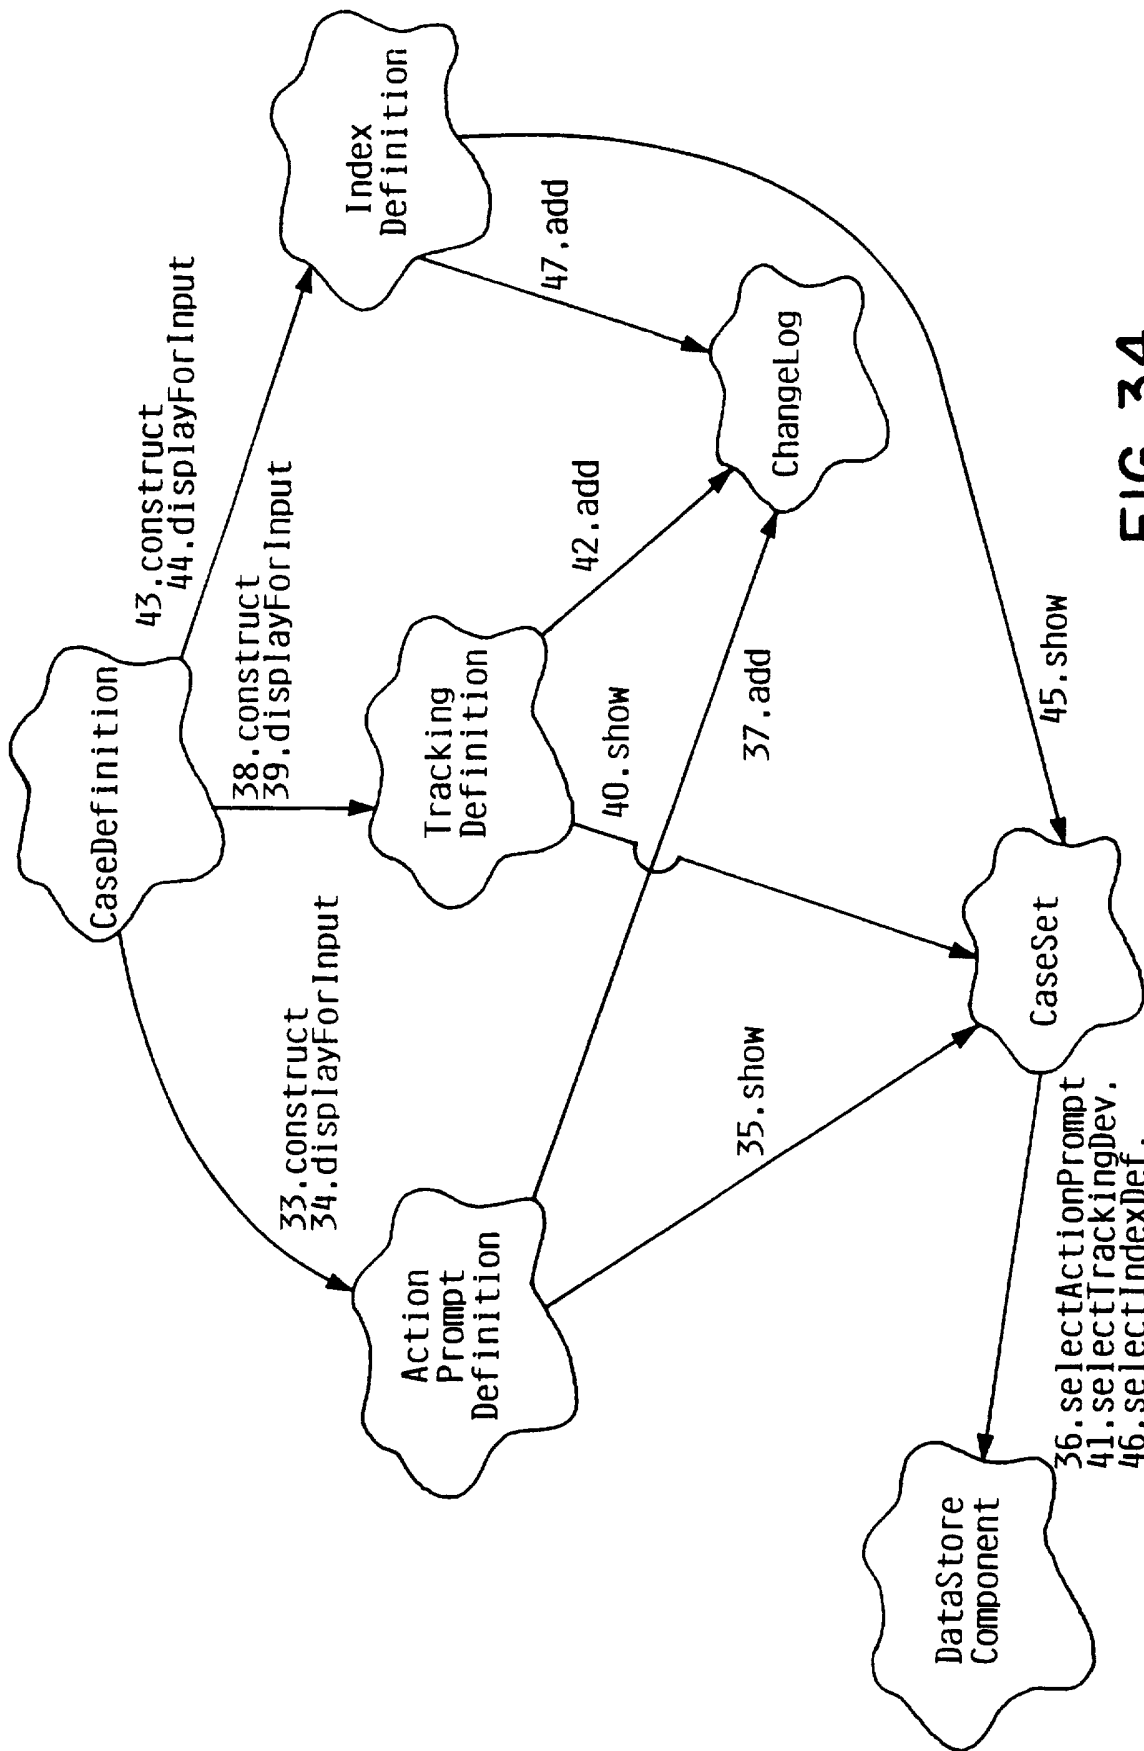 CaseDefinition
33.construct
34.displayForInput
38.construct
39.displayForInput
43.construct
44.displayForInput
Action
Prompt
Definition
Tracking
Definition
Index
Definition
35.show
37.add
40.show
42.add
47.add
45.show
ChangeLog
CaseSet
DataStore
Component
36.selectActionPrompt
41.selectTrackingDev.
46.selectIndexDef.
FIG. 34